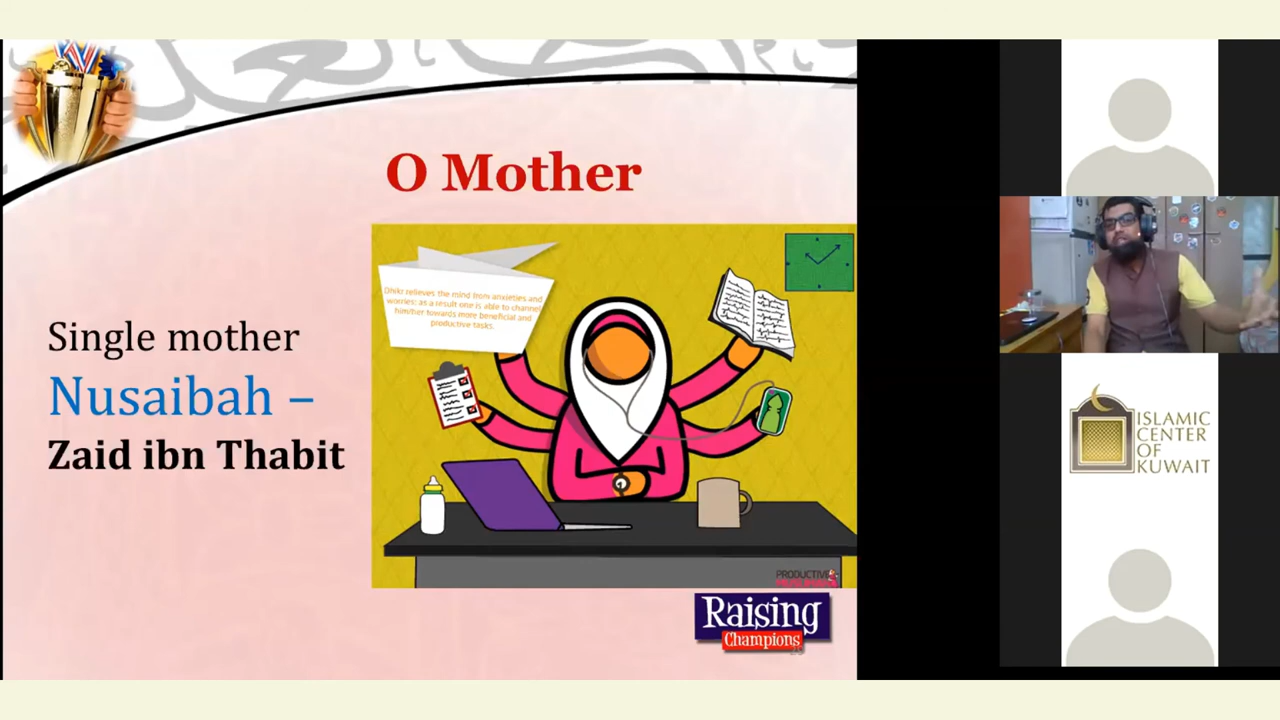 O Mother
Single mother
Nusaibah –
Zaid ibn Thabit
Dhikr relieves the mind from anxieties and
worries; as a result one is able to channel
him/her towards more beneficial and
productive tasks.
PRODUCTIVE
Raising
Champions
ISLAMIC
CENTER
OF
KUWAIT